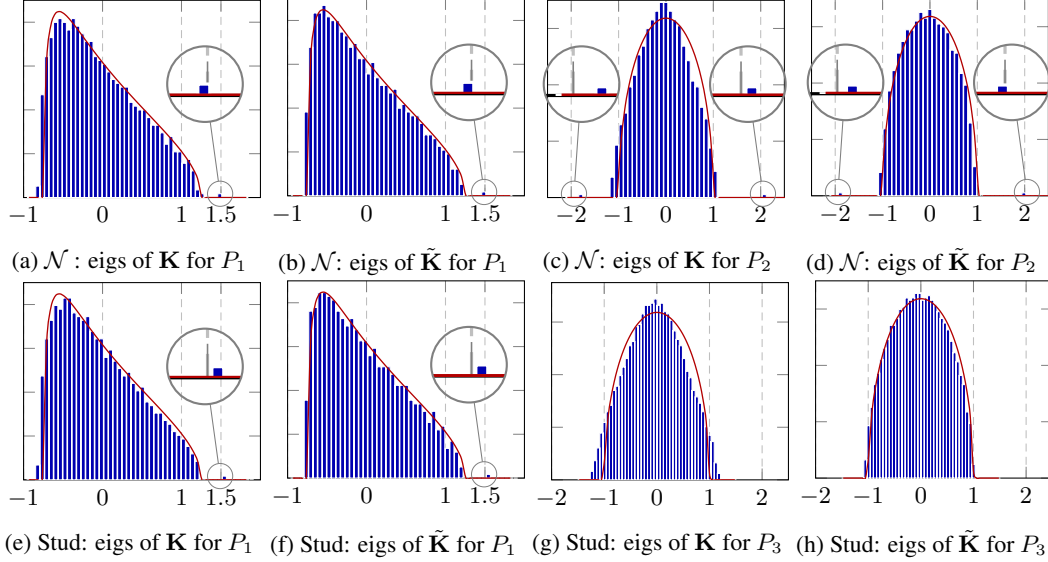 −1 0 1 1.5 −1 0 1 1.5 −2 −1 0 1 2 −2 −1 0 1 2
(a) 𝒩 : eigs of K for P₁ (b) 𝒩: eigs of K̃ for P₁ (c) 𝒩: eigs of K for P₂ (d) 𝒩: eigs of K̃ for P₂
−1 0 1 1.5 −1 0 1 1.5 −2 −1 0 1 2 −2 −1 0 1 2
(e) Stud: eigs of K for P₁ (f) Stud: eigs of K̃ for P₁ (g) Stud: eigs of K for P₃ (h) Stud: eigs of K̃ for P₃